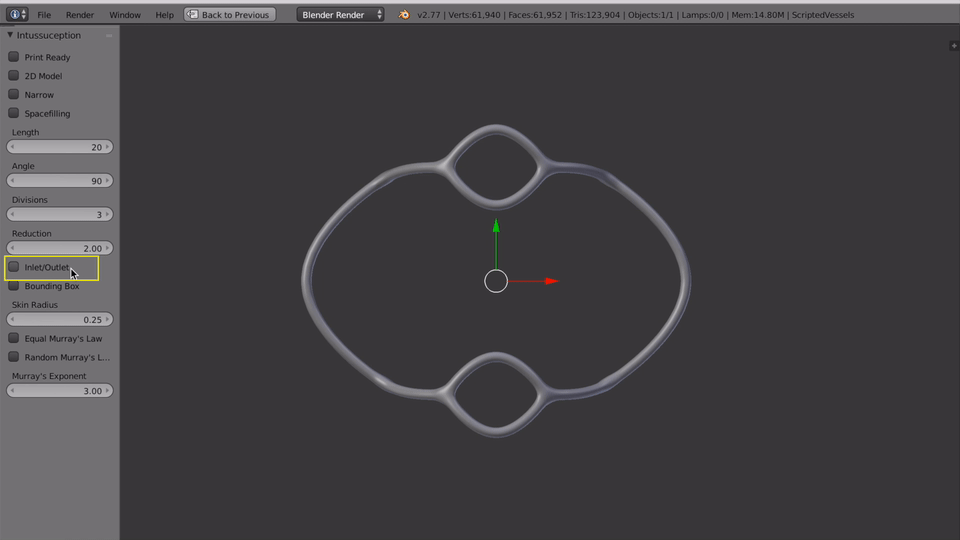 File Render Window Help Back to Previous Blender Render v2.77 | Verts:61,940 | Faces:61,952 | Tris:123,904 | Objects:1/1 | Lamps:0/0 | Mem:14.80M | ScriptedVessels
Intussuception
Print Ready
2D Model
Narrow
Spacefilling
Length
20
Angle
90
Divisions
3
Reduction
2.00
Inlet/Outlet
Bounding Box
Skin Radius
0.25
Equal Murray's Law
Random Murray's L...
Murray's Exponent
3.00